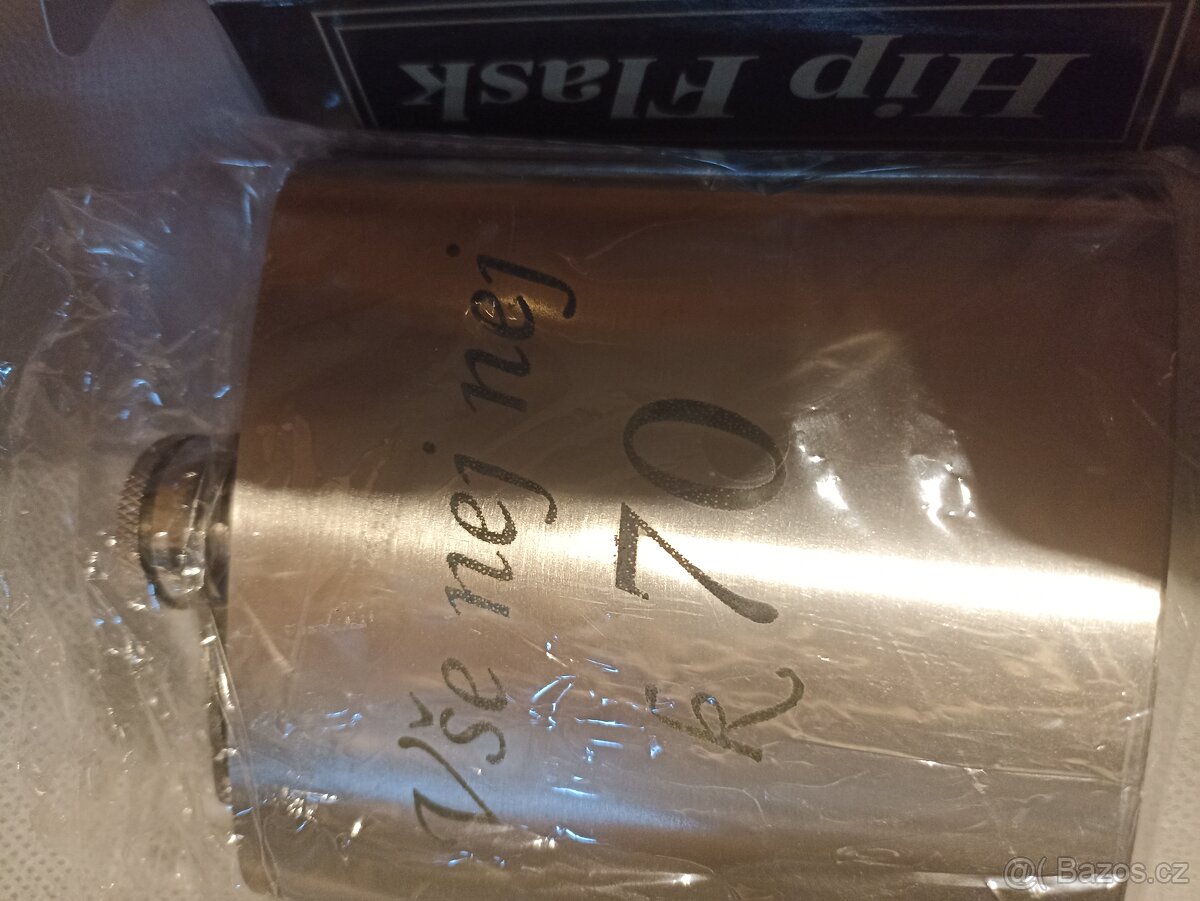 Hip Flask
Vše nej nej
k 70
@( Bazos.cz